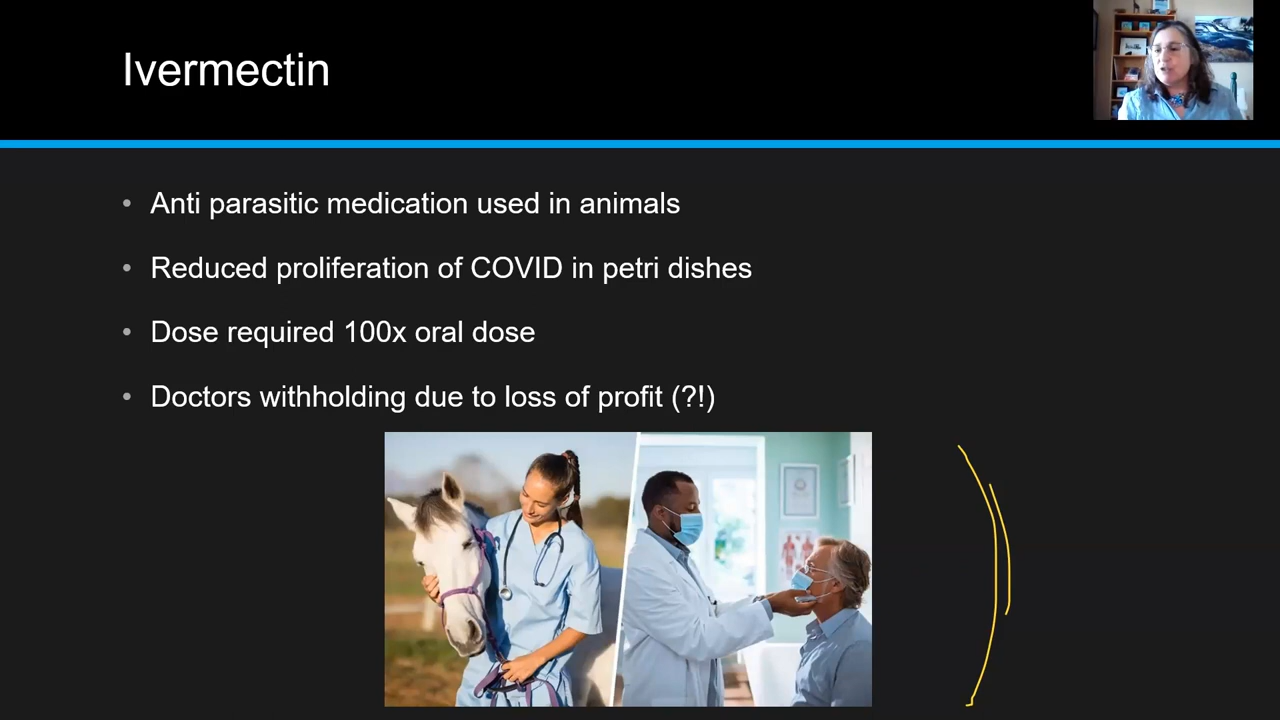 Ivermectin
• Anti parasitic medication used in animals
• Reduced proliferation of COVID in petri dishes
• Dose required 100x oral dose
• Doctors withholding due to loss of profit (?!)